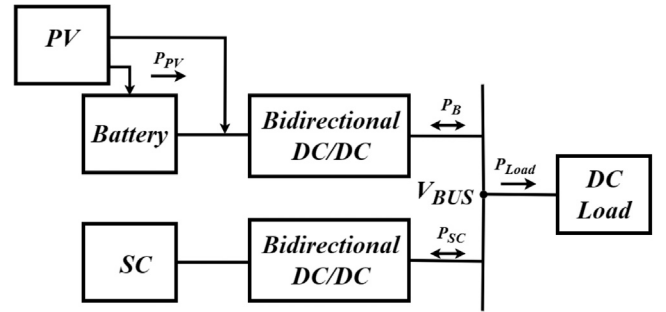 PV
P_PV
Battery
Bidirectional
DC/DC
P_B
P_Load
DC
Load
V_BUS
SC
Bidirectional
DC/DC
P_SC